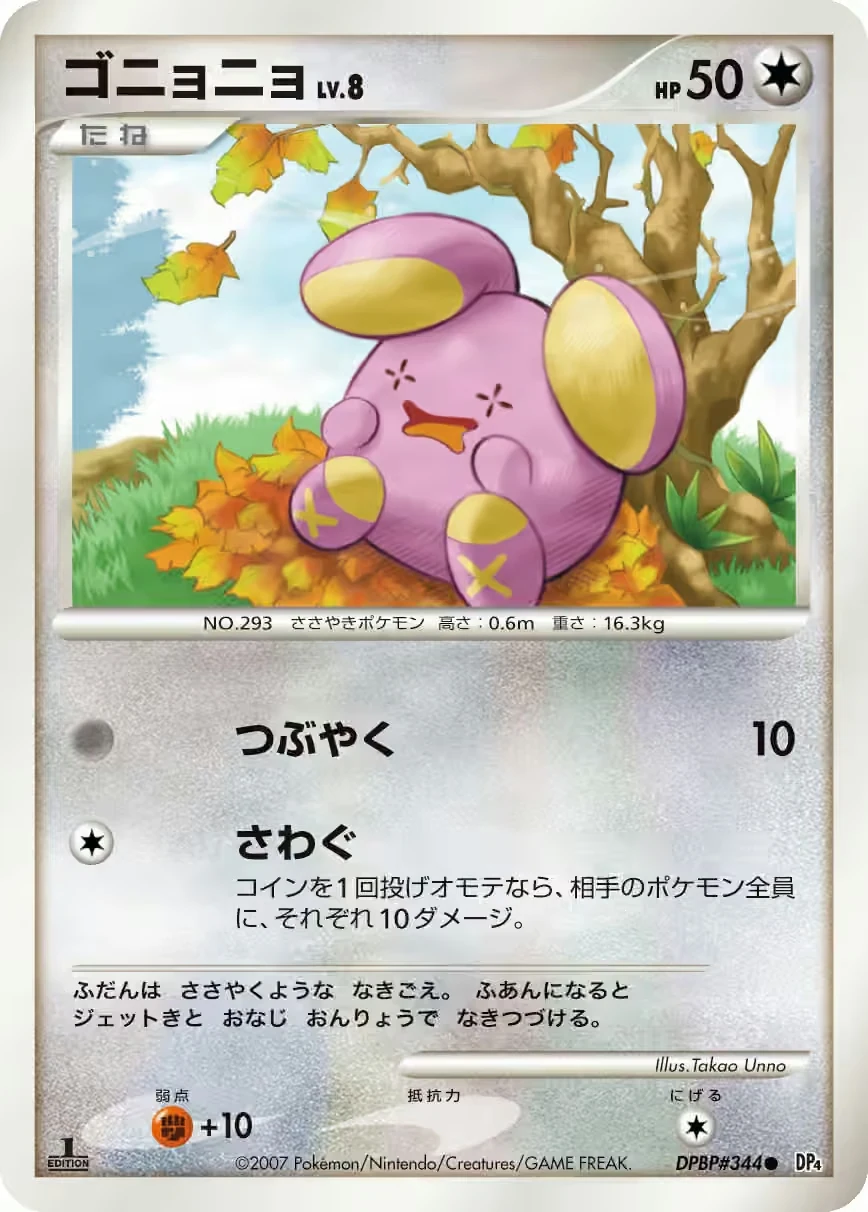 ゴニョニョ LV.8 HP 50
たね
NO.293 ささやきポケモン 高さ：0.6m 重さ：16.3kg
つぶやく 10
さわぐ
コインを1回投げオモテなら、相手のポケモン全員
に、それぞれ10ダメージ。
ふだんは ささやくような なきごえ。 ふあんになると
ジェットきと おなじ おんりょうで なきつづける。
Illus.Takao Unno
弱点 抵抗力 にげる
+10
1 EDITION ©2007 Pokémon/Nintendo/Creatures/GAME FREAK. DPBP#344● DP4